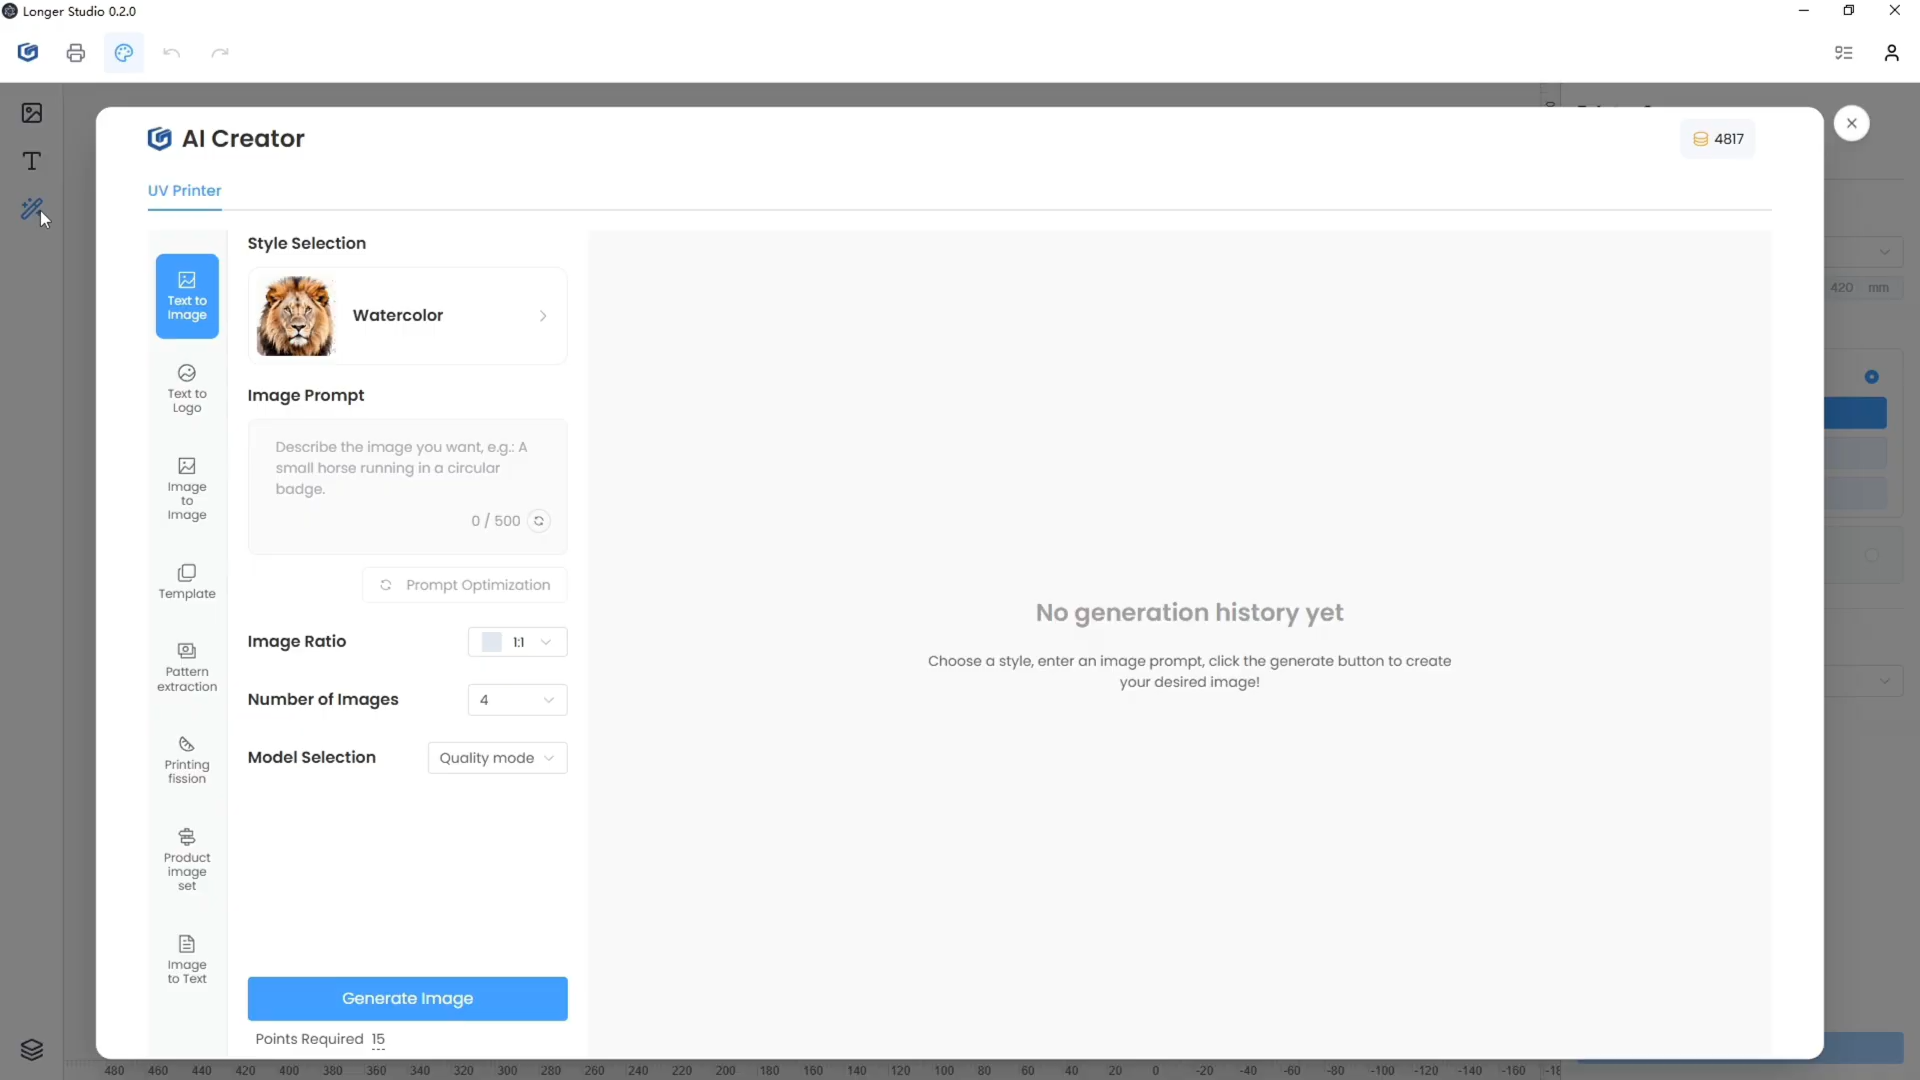 Longer Studio 0.2.0
AI Creator
4817
UV Printer
Text to
Image
Text to
Logo
Image
to
Image
Template
Pattern
extraction
Printing
fission
Product
image
set
Image
to Text
Style Selection
Watercolor
Image Prompt
Describe the image you want, e.g.: A
small horse running in a circular
badge.
0 / 500
Prompt Optimization
Image Ratio
1:1
Number of Images
4
Model Selection
Quality mode
Generate Image
Points Required 15
No generation history yet
Choose a style, enter an image prompt, click the generate button to create
your desired image!
420 mm
480 460 440 420 400 380 360 340 320 300 280 260 240 220 200 180 160 140 120 100 80 60 40 20 0 -20 -40 -60 -80 -100 -120 -140 -160 -18